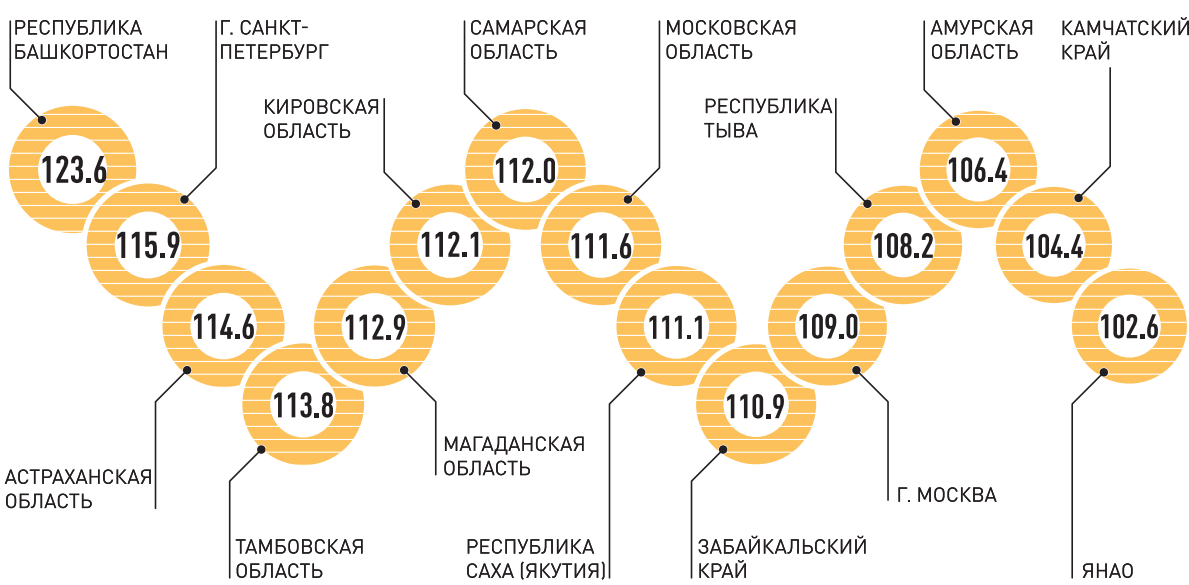 РЕСПУБЛИКА
БАШКОРТОСТАН
Г. САНКТ-
ПЕТЕРБУРГ
САМАРСКАЯ
ОБЛАСТЬ
МОСКОВСКАЯ
ОБЛАСТЬ
АМУРСКАЯ
ОБЛАСТЬ
КАМЧАТСКИЙ
КРАЙ
КИРОВСКАЯ
ОБЛАСТЬ
РЕСПУБЛИКА
ТЫВА
123.6
115.9
114.6
113.8
112.9
112.1
112.0
111.6
111.1
110.9
109.0
108.2
106.4
104.4
102.6
АСТРАХАНСКАЯ
ОБЛАСТЬ
МАГАДАНСКАЯ
ОБЛАСТЬ
Г. МОСКВА
ТАМБОВСКАЯ
ОБЛАСТЬ
РЕСПУБЛИКА
САХА (ЯКУТИЯ)
ЗАБАЙКАЛЬСКИЙ
КРАЙ
ЯНАО